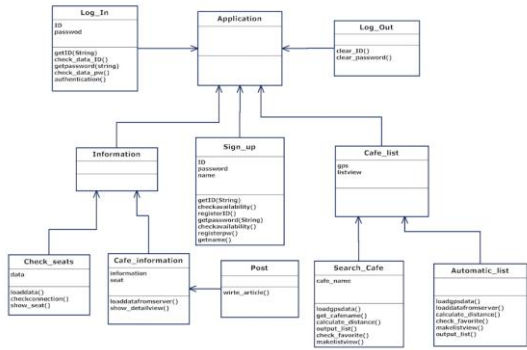 Log_In
ID
passwod
getID(String)
check_data_ID()
getpassword(string)
check_data_pw()
authentication()
Application
Log_Out
clear_ID()
clear_password()
Information
Sign_up
ID
password
name
getID(String)
checkavailability()
registerID()
getpassword(String)
checkavailability()
registerpw()
getname()
Cafe_list
gps
listview
Check_seats
data
loaddata()
checkconnection()
show_seat()
Cafe_information
information
seat
loaddatafromserver()
show_detailview()
Post
wirte_article()
Search_Cafe
cafe_name
loadgpsdata()
get_cafename()
calculate_distance()
output_list()
check_favorite()
makelistview()
Automatic_list
loadgpsdata()
loaddatafromserver()
calculate_distance()
check_favorite()
makelistview()
output_list()